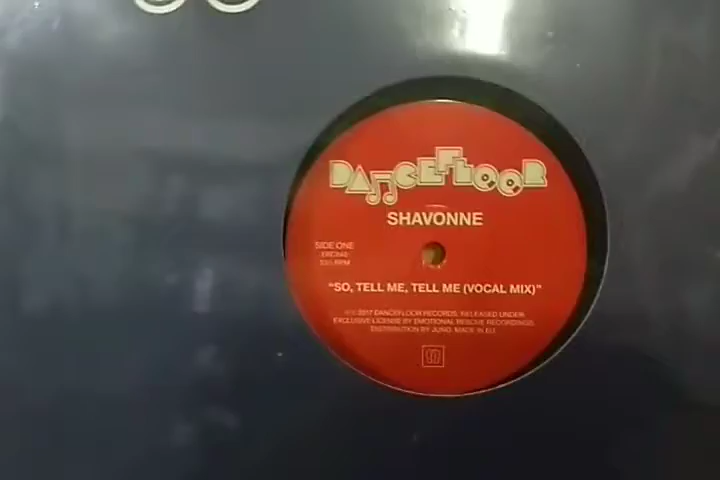 DANCEFLOOR
SHAVONNE
SIDE ONE
33⅓ RPM
"SO, TELL ME, TELL ME (VOCAL MIX)"
2017 DANCEFLOOR RECORDS. RELEASED UNDER
EXCLUSIVE LICENSE BY EMOTIONAL RESCUE RECORDINGS.
DISTRIBUTION BY JUNO. MADE IN EU.